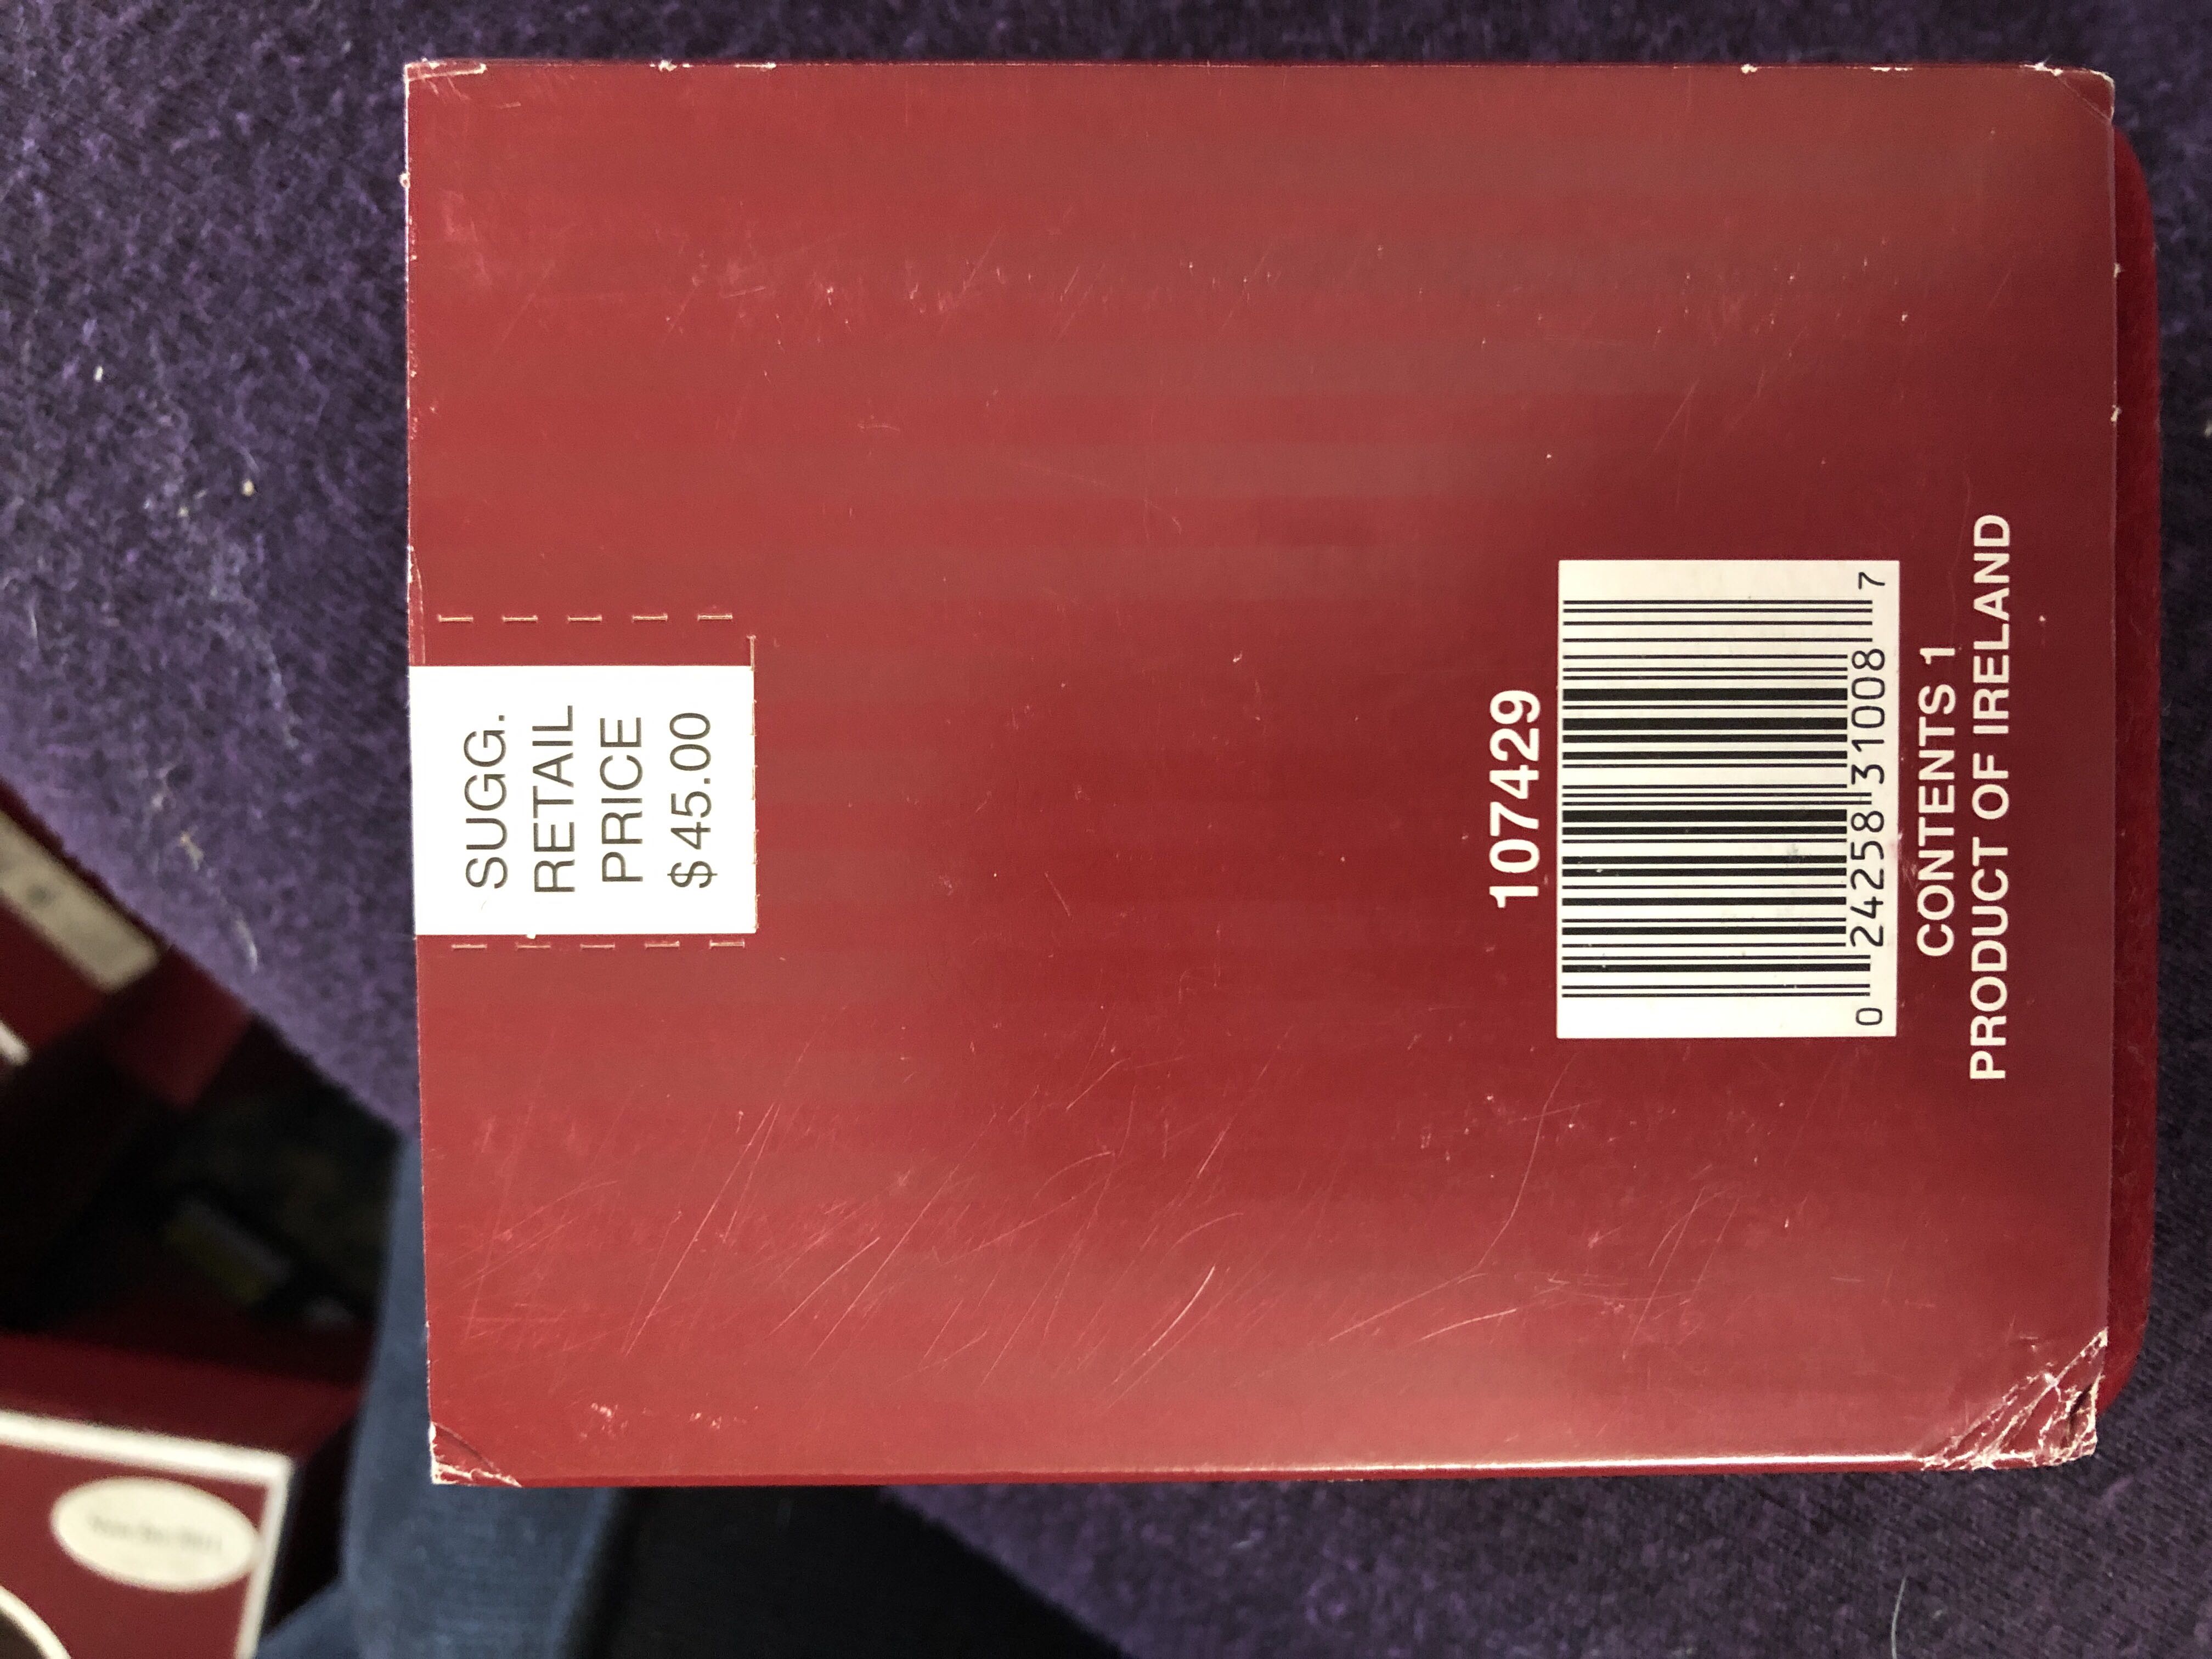 SUGG.
RETAIL
PRICE
$45.00
107429
0 24258 31008 7
CONTENTS 1
PRODUCT OF IRELAND